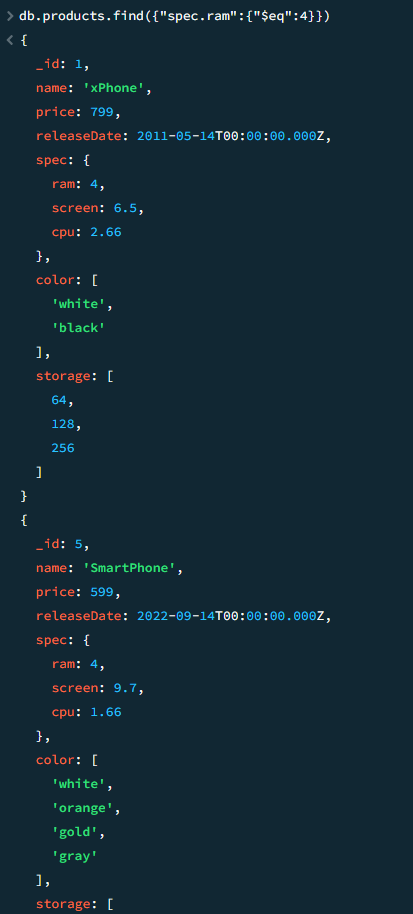 > db.products.find({"spec.ram":{"$eq":4}})
< {
_id: 1,
name: 'xPhone',
price: 799,
releaseDate: 2011-05-14T00:00:00.000Z,
spec: {
ram: 4,
screen: 6.5,
cpu: 2.66
},
color: [
'white',
'black'
],
storage: [
64,
128,
256
]
}
{
_id: 5,
name: 'SmartPhone',
price: 599,
releaseDate: 2022-09-14T00:00:00.000Z,
spec: {
ram: 4,
screen: 9.7,
cpu: 1.66
},
color: [
'white',
'orange',
'gold',
'gray'
],
storage: [